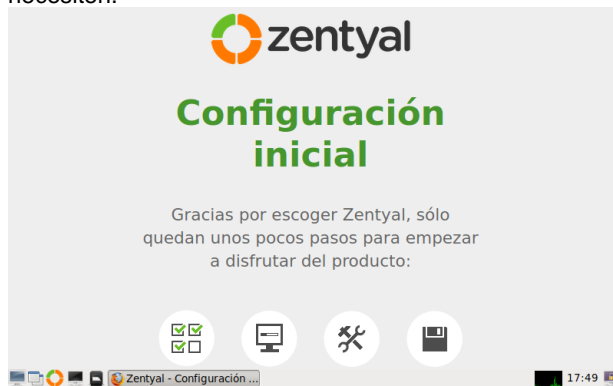 necesiten.
zentyal
Configuración
inicial
Gracias por escoger Zentyal, sólo
quedan unos pocos pasos para empezar
a disfrutar del producto:
Zentyal - Configuración ...
17:49